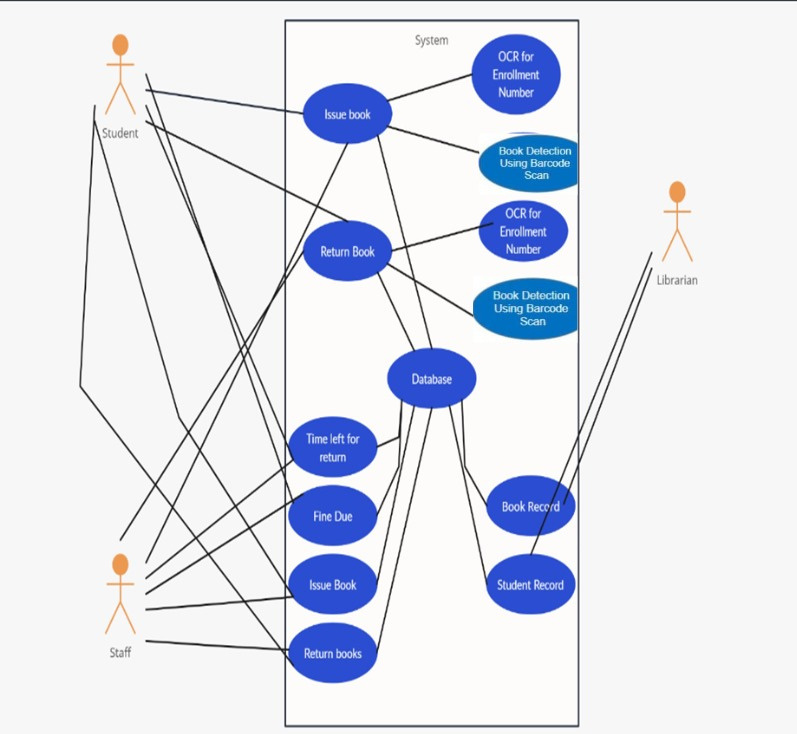 System
OCR for
Enrollment
Number
Issue book
Student
Book Detection
Using Barcode
Scan
OCR for
Enrollment
Number
Return Book
Librarian
Book Detection
Using Barcode
Scan
Database
Time left for
return
Book Record
Fine Due
Issue Book
Student Record
Staff
Return books